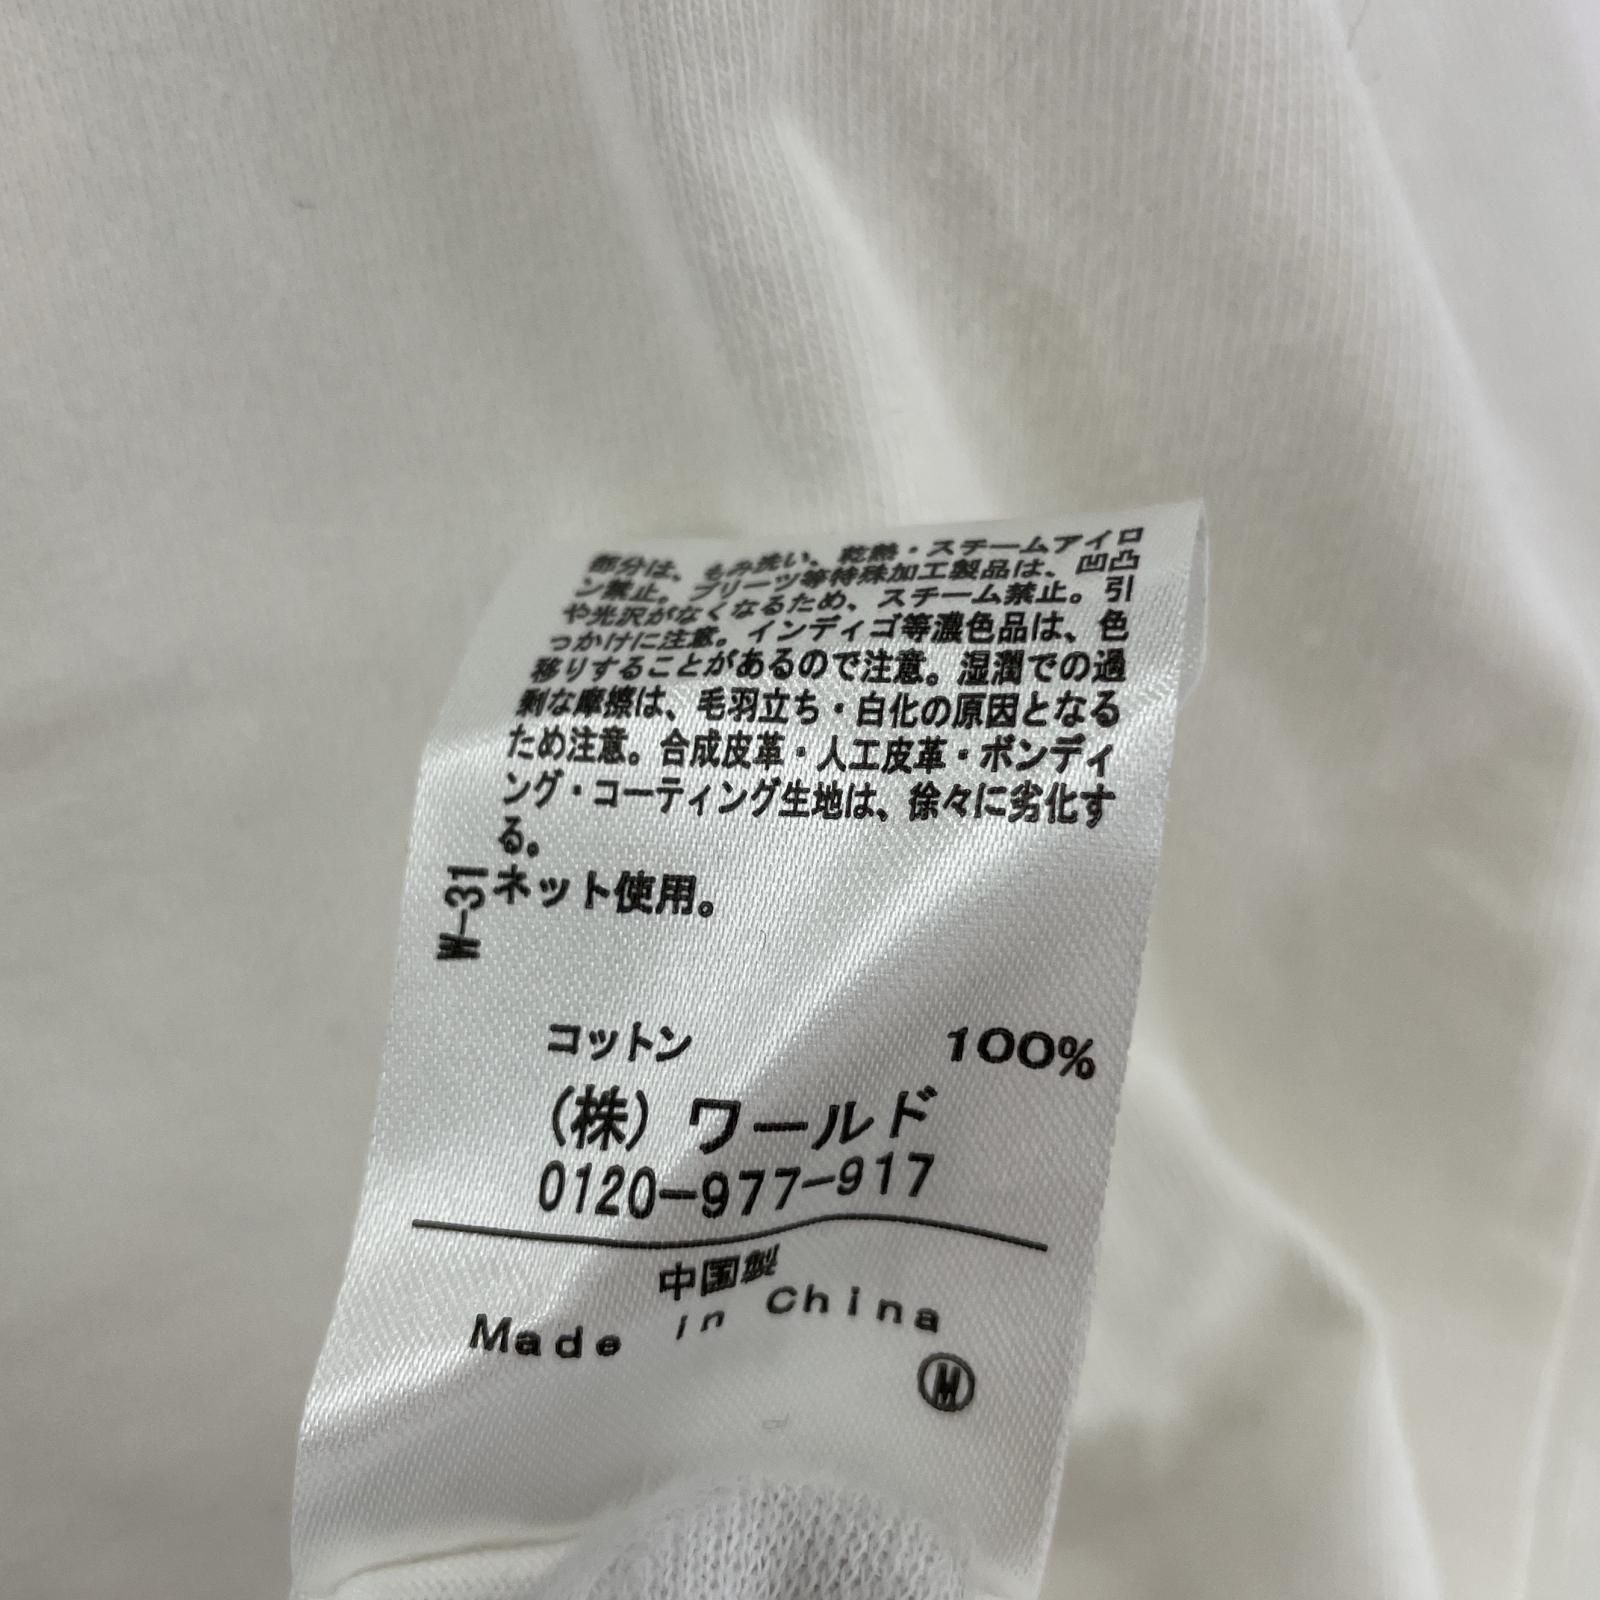 部分は、もみ洗い、乾熱・スチームアイロ
ン禁止。プリーツ等特殊加工製品は、凹凸
や光沢がなくなるため、スチーム禁止。引
っかけに注意。インディゴ等濃色品は、色
移りすることがあるので注意。湿潤での過
剰な摩擦は、毛羽立ち・白化の原因となる
ため注意。合成皮革・人工皮革・ボンディ
ング・コーティング生地は、徐々に劣化す
る。
ネット使用。
W-31
コットン 100%
(株)ワールド
0120-977-917
中国製
Made in China
Ⓜ